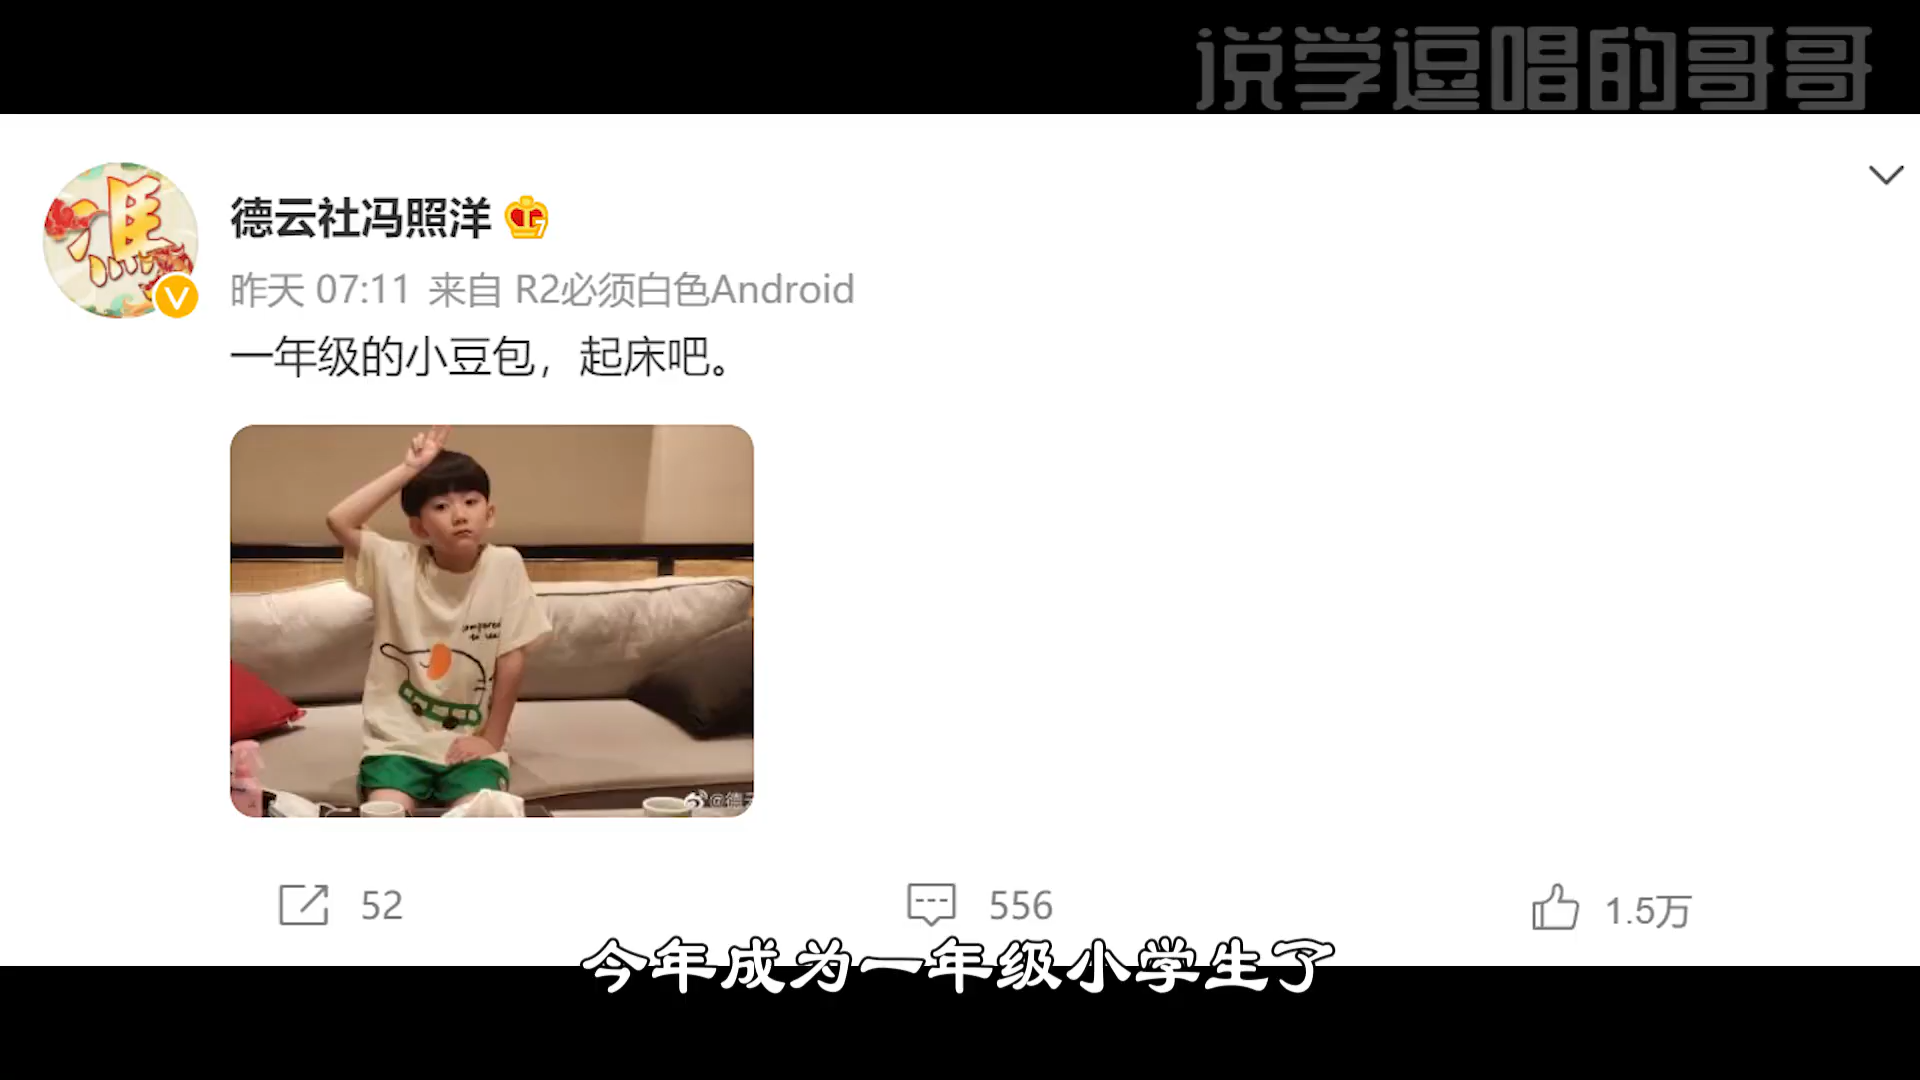 说学逗唱的哥哥
德云社冯照洋
昨天 07:11 来自 R2必须白色Android
一年级的小豆包，起床吧。
compared
@德云
52
556
1.5万
今年成为一年级小学生了